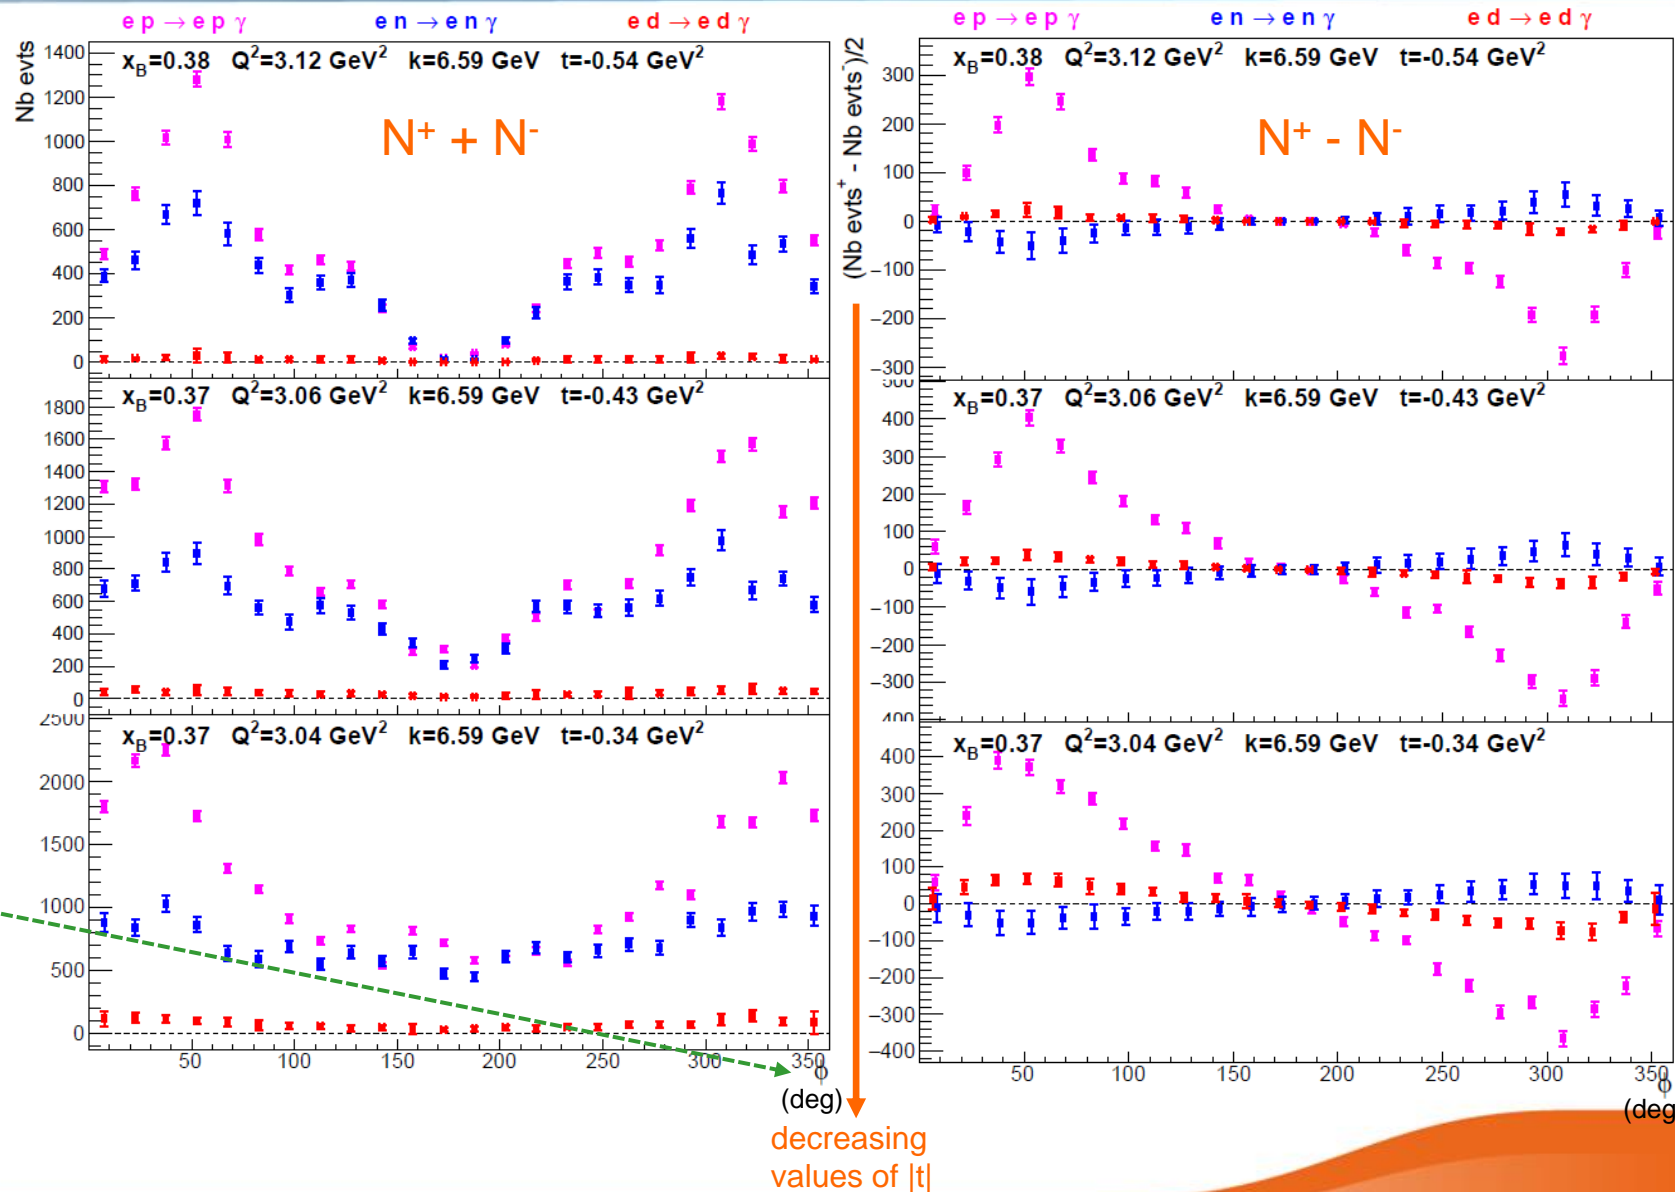 e p → e p γ e n → e n γ e d → e d γ
Nb evts
x_B=0.38 Q²=3.12 GeV² k=6.59 GeV t=-0.54 GeV²
N⁺ + N⁻
1400
1200
1000
800
600
400
200
0
x_B=0.37 Q²=3.06 GeV² k=6.59 GeV t=-0.43 GeV²
1800
1600
1400
1200
1000
800
600
400
200
0
x_B=0.37 Q²=3.04 GeV² k=6.59 GeV t=-0.34 GeV²
2500
2000
1500
1000
500
0
50 100 150 200 250 300 350
ϕ
(deg)
e p → e p γ e n → e n γ e d → e d γ
(Nb evts⁺ - Nb evts⁻)/2
x_B=0.38 Q²=3.12 GeV² k=6.59 GeV t=-0.54 GeV²
N⁺ - N⁻
300
200
100
0
−100
−200
−300
x_B=0.37 Q²=3.06 GeV² k=6.59 GeV t=-0.43 GeV²
500
400
300
200
100
0
−100
−200
−300
400
x_B=0.37 Q²=3.04 GeV² k=6.59 GeV t=-0.34 GeV²
400
300
200
100
0
−100
−200
−300
−400
50 100 150 200 250 300 350
ϕ
(deg
decreasing
values of |t|